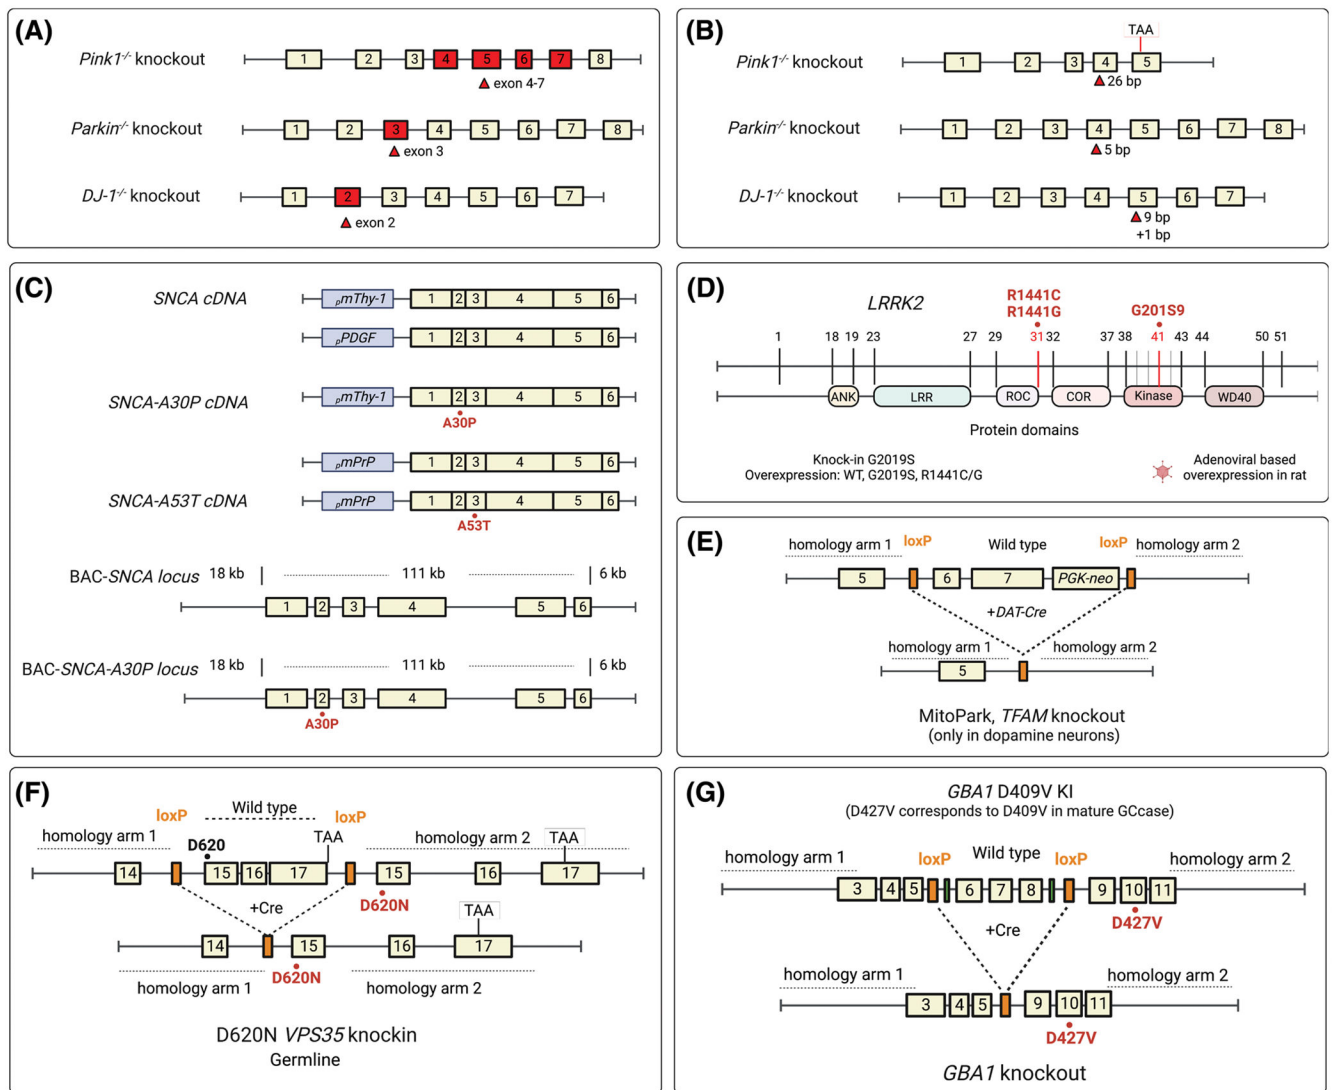 (A)
Pink1-/- knockout
1 2 3 4 5 6 7 8
exon 4-7
Parkin-/- knockout
1 2 3 4 5 6 7 8
exon 3
DJ-1-/- knockout
1 2 3 4 5 6 7
exon 2
(B)
TAA
Pink1-/- knockout
1 2 3 4 5
26 bp
Parkin-/- knockout
1 2 3 4 5 6 7 8
5 bp
DJ-1-/- knockout
1 2 3 4 5 6 7
9 bp
+1 bp
(C)
SNCA cDNA
pmThy-1 1 2 3 4 5 6
pPDGF 1 2 3 4 5 6
SNCA-A30P cDNA
pmThy-1 1 2 3 4 5 6
A30P
pmPrP 1 2 3 4 5 6
SNCA-A53T cDNA
pmPrP 1 2 3 4 5 6
A53T
BAC-SNCA locus 18 kb 111 kb 6 kb
1 2 3 4 5 6
BAC-SNCA-A30P locus 18 kb 111 kb 6 kb
1 2 3 4 5 6
A30P
(D)
LRRK2
R1441C
R1441G
G201S9
1 18 19 23 27 29 31 32 37 38 41 43 44 50 51
ANK LRR ROC COR Kinase WD40
Protein domains
Knock-in G2019S
Overexpression: WT, G2019S, R1441C/G
Adenoviral based
overexpression in rat
(E)
homology arm 1 loxP Wild type loxP homology arm 2
5 6 7 PGK-neo
+DAT-Cre
homology arm 1 homology arm 2
5
MitoPark, TFAM knockout
(only in dopamine neurons)
(F)
loxP Wild type loxP
homology arm 1 D620 TAA homology arm 2 TAA
14 15 16 17 15 16 17
D620N
+Cre
TAA
14 15 16 17
D620N
homology arm 1 homology arm 2
D620N VPS35 knockin
Germline
(G)
GBA1 D409V KI
(D427V corresponds to D409V in mature GCcase)
homology arm 1 loxP Wild type loxP homology arm 2
3 4 5 6 7 8 9 10 11
D427V
+Cre
homology arm 1 homology arm 2
3 4 5 9 10 11
D427V
GBA1 knockout